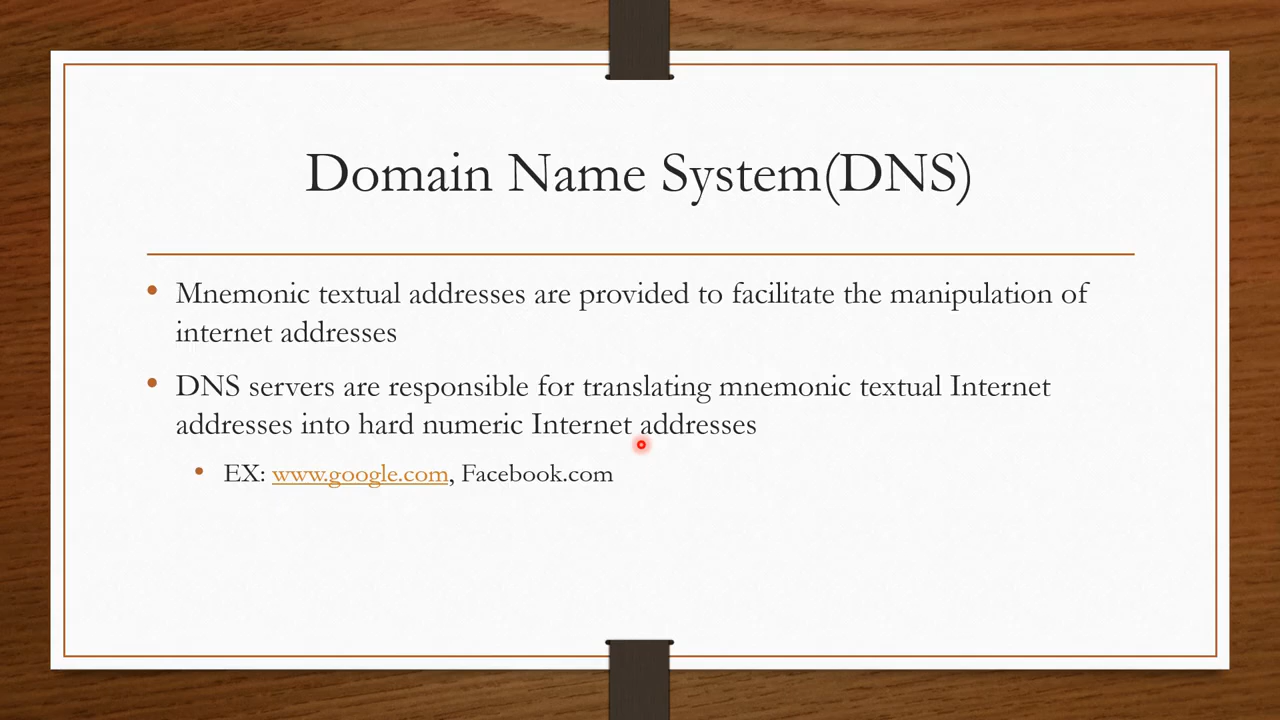 Domain Name System(DNS)
Mnemonic textual addresses are provided to facilitate the manipulation of
internet addresses
DNS servers are responsible for translating mnemonic textual Internet
addresses into hard numeric Internet addresses
EX: www.google.com, Facebook.com